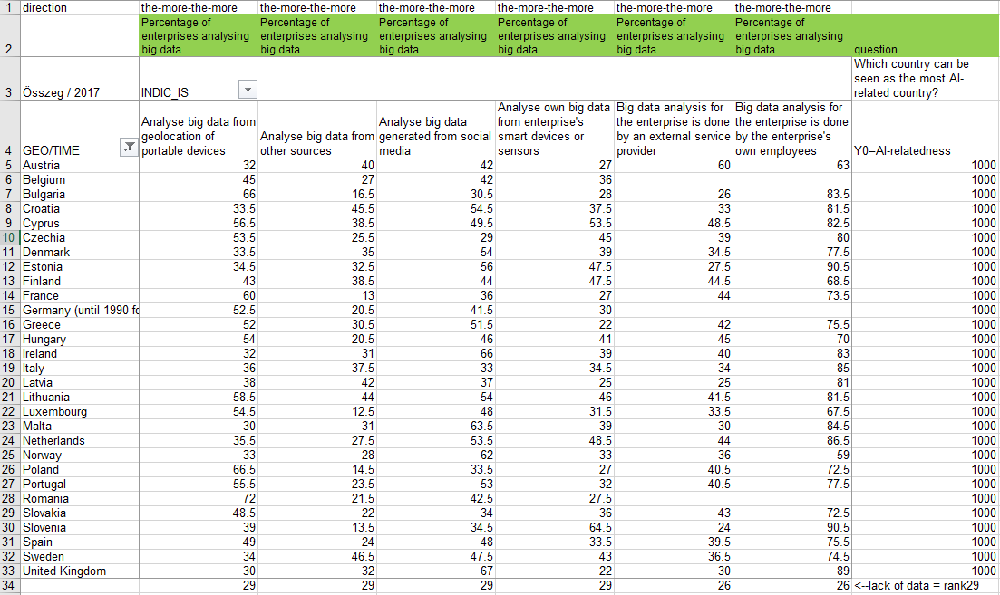 1 direction the-more-the-more the-more-the-more the-more-the-more the-more-the-more the-more-the-more the-more-the-more
Percentage of Percentage of Percentage of Percentage of Percentage of Percentage of
enterprises analysing enterprises analysing enterprises analysing enterprises analysing enterprises analysing enterprises analysing
2 big data big data big data big data big data big data question
Which country can be
seen as the most AI-
3 Összeg / 2017 INDIC_IS related country?
Analyse own big data Big data analysis for Big data analysis for
Analyse big data from Analyse big data from enterprise's the enterprise is done the enterprise is done
geolocation of Analyse big data from generated from social smart devices or by an external service by the enterprise's
4 GEO/TIME portable devices other sources media sensors provider own employees Y0=AI-relatedness
5 Austria 32 40 42 27 60 63 1000
6 Belgium 45 27 42 36 1000
7 Bulgaria 66 16.5 30.5 28 26 83.5 1000
8 Croatia 33.5 45.5 54.5 37.5 33 81.5 1000
9 Cyprus 56.5 38.5 49.5 53.5 48.5 82.5 1000
10 Czechia 53.5 25.5 29 45 39 80 1000
11 Denmark 33.5 35 54 39 34.5 77.5 1000
12 Estonia 34.5 32.5 56 47.5 27.5 90.5 1000
13 Finland 43 38.5 44 47.5 44.5 68.5 1000
14 France 60 13 36 27 44 73.5 1000
15 Germany (until 1990 fo 52.5 20.5 41.5 30 1000
16 Greece 52 30.5 51.5 22 42 75.5 1000
17 Hungary 54 20.5 46 41 45 70 1000
18 Ireland 32 31 66 39 40 83 1000
19 Italy 36 37.5 33 34.5 34 85 1000
20 Latvia 38 42 37 25 25 81 1000
21 Lithuania 58.5 44 54 46 41.5 81.5 1000
22 Luxembourg 54.5 12.5 48 31.5 33.5 67.5 1000
23 Malta 30 31 63.5 39 30 84.5 1000
24 Netherlands 35.5 27.5 53.5 48.5 44 86.5 1000
25 Norway 33 28 62 33 36 59 1000
26 Poland 66.5 14.5 33.5 27 40.5 72.5 1000
27 Portugal 55.5 23.5 53 32 40.5 77.5 1000
28 Romania 72 21.5 42.5 27.5 1000
29 Slovakia 48.5 22 34 36 43 72.5 1000
30 Slovenia 39 13.5 34.5 64.5 24 90.5 1000
31 Spain 49 24 48 33.5 39.5 75.5 1000
32 Sweden 34 46.5 47.5 43 36.5 74.5 1000
33 United Kingdom 30 32 67 22 30 89 1000
34 29 29 29 29 26 26 <--lack of data = rank29